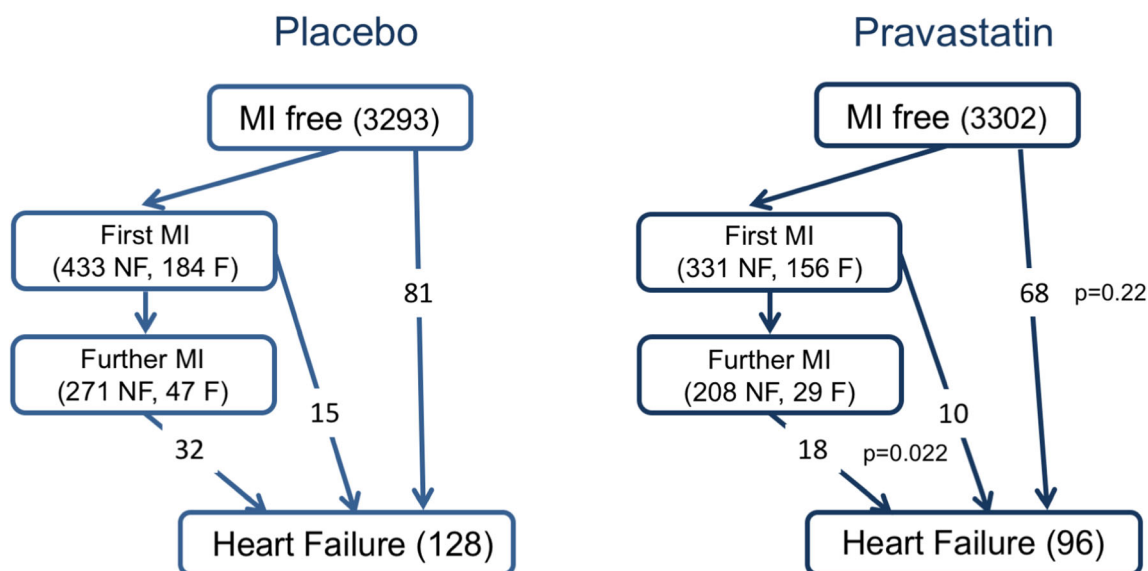 Placebo
MI free (3293)
First MI
(433 NF, 184 F)
81
Further MI
(271 NF, 47 F)
15
32
Heart Failure (128)
Pravastatin
MI free (3302)
First MI
(331 NF, 156 F)
68 p=0.22
Further MI
(208 NF, 29 F)
10
18 p=0.022
Heart Failure (96)